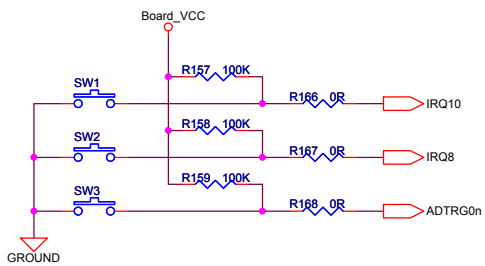 Board_VCC
R157 100K
SW1
R166 0R
IRQ10
R158 100K
SW2
R167 0R
IRQ8
R159 100K
SW3
R168 0R
ADTRG0n
GROUND